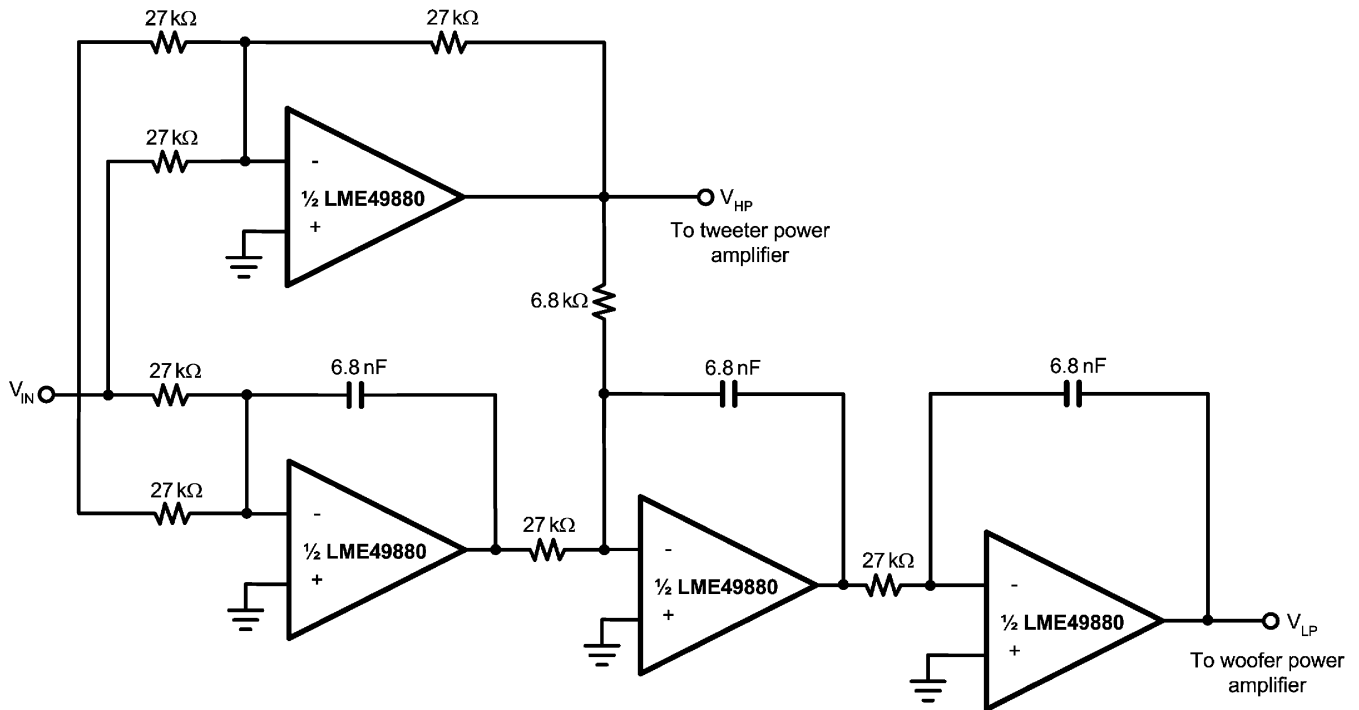 27 kΩ
27 kΩ
27 kΩ
-
½ LME49880
+
V_HP
To tweeter power
amplifier
6.8 kΩ
V_IN
27 kΩ
6.8 nF
6.8 nF
6.8 nF
27 kΩ
-
½ LME49880
+
27 kΩ
-
½ LME49880
+
27 kΩ
-
½ LME49880
+
V_LP
To woofer power
amplifier